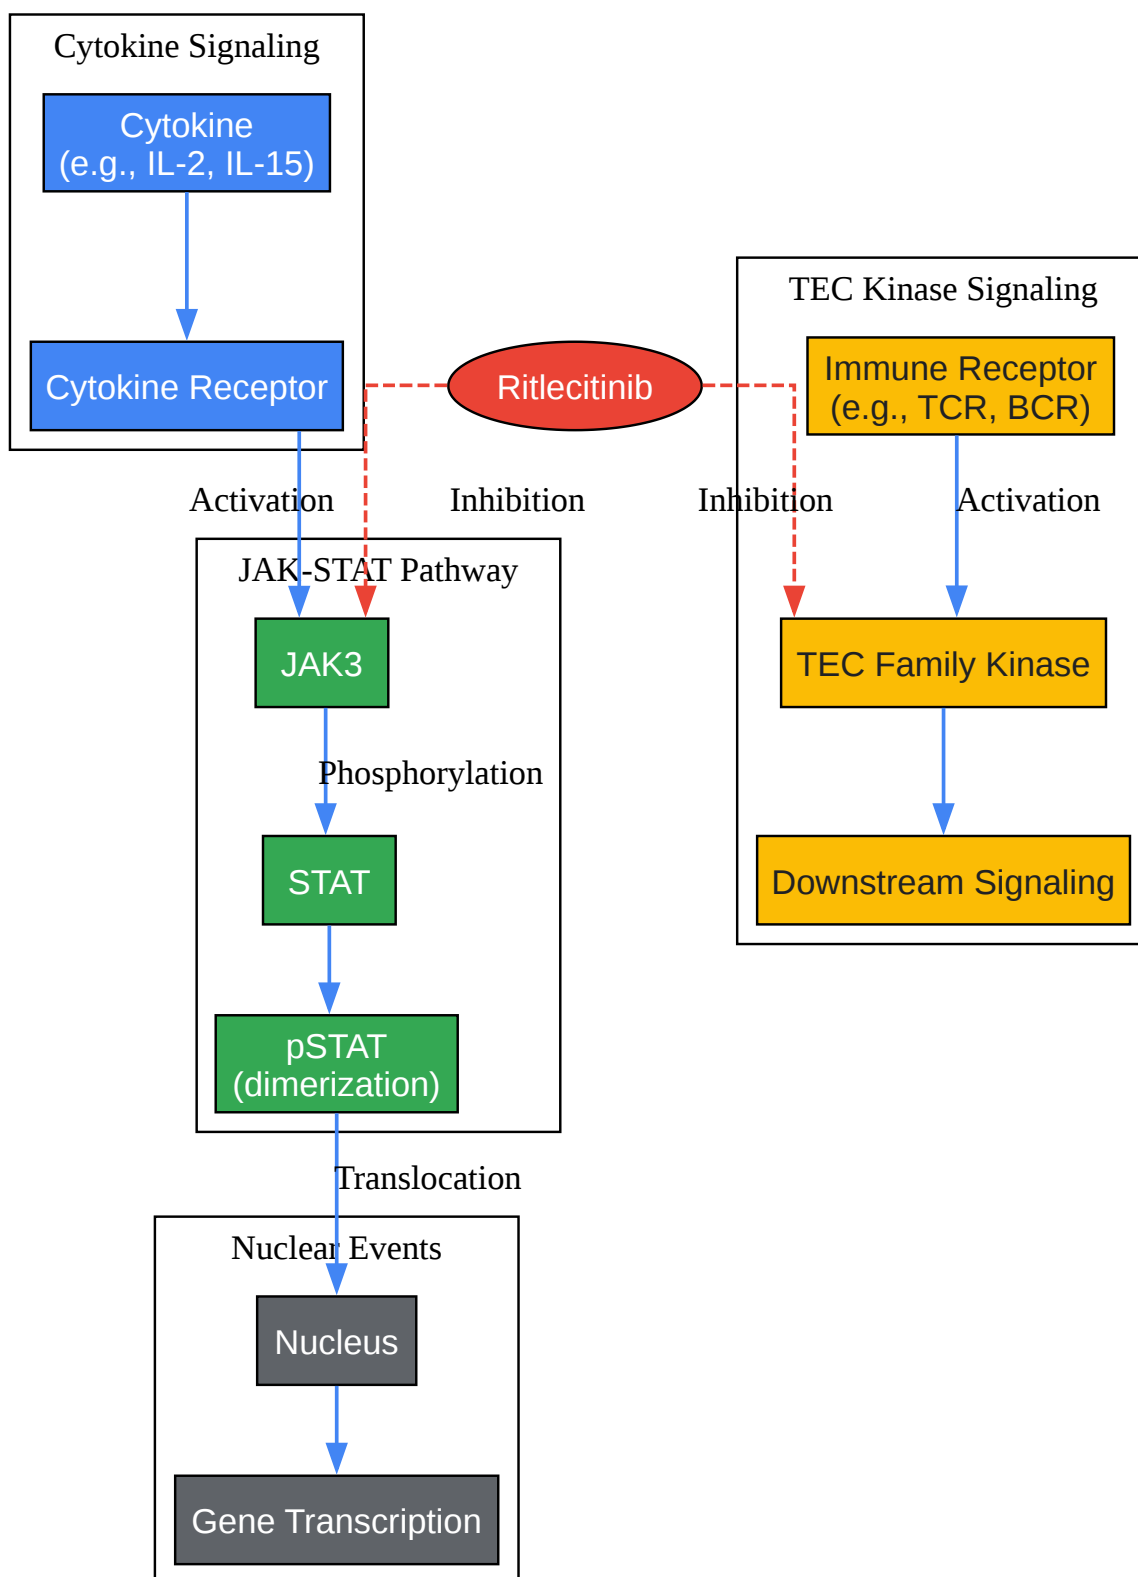 Cytokine Signaling
Cytokine
(e.g., IL-2, IL-15)
Cytokine Receptor
Ritlecitinib
TEC Kinase Signaling
Immune Receptor
(e.g., TCR, BCR)
Activation
Inhibition
Inhibition
Activation
JAK-STAT Pathway
JAK3
TEC Family Kinase
Phosphorylation
STAT
Downstream Signaling
pSTAT
(dimerization)
Translocation
Nuclear Events
Nucleus
Gene Transcription